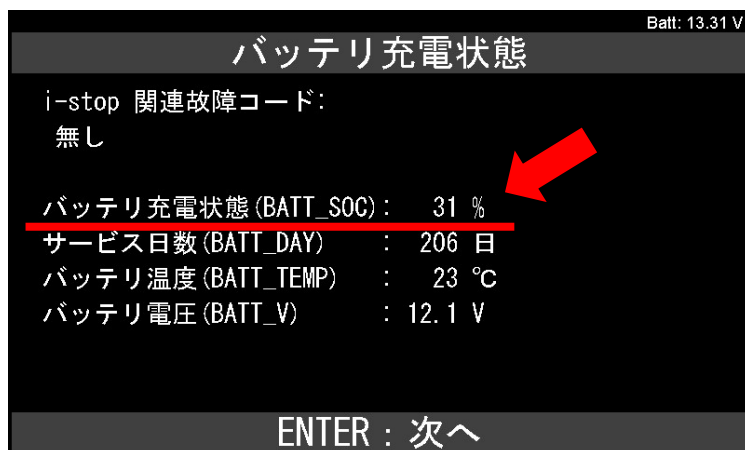 Batt: 13.31 V
バッテリ充電状態
i-stop 関連故障コード:
無し
バッテリ充電状態(BATT_SOC): 31 %
サービス日数(BATT_DAY) : 206 日
バッテリ温度(BATT_TEMP) : 23 ℃
バッテリ電圧(BATT_V) : 12.1 V
ENTER : 次へ